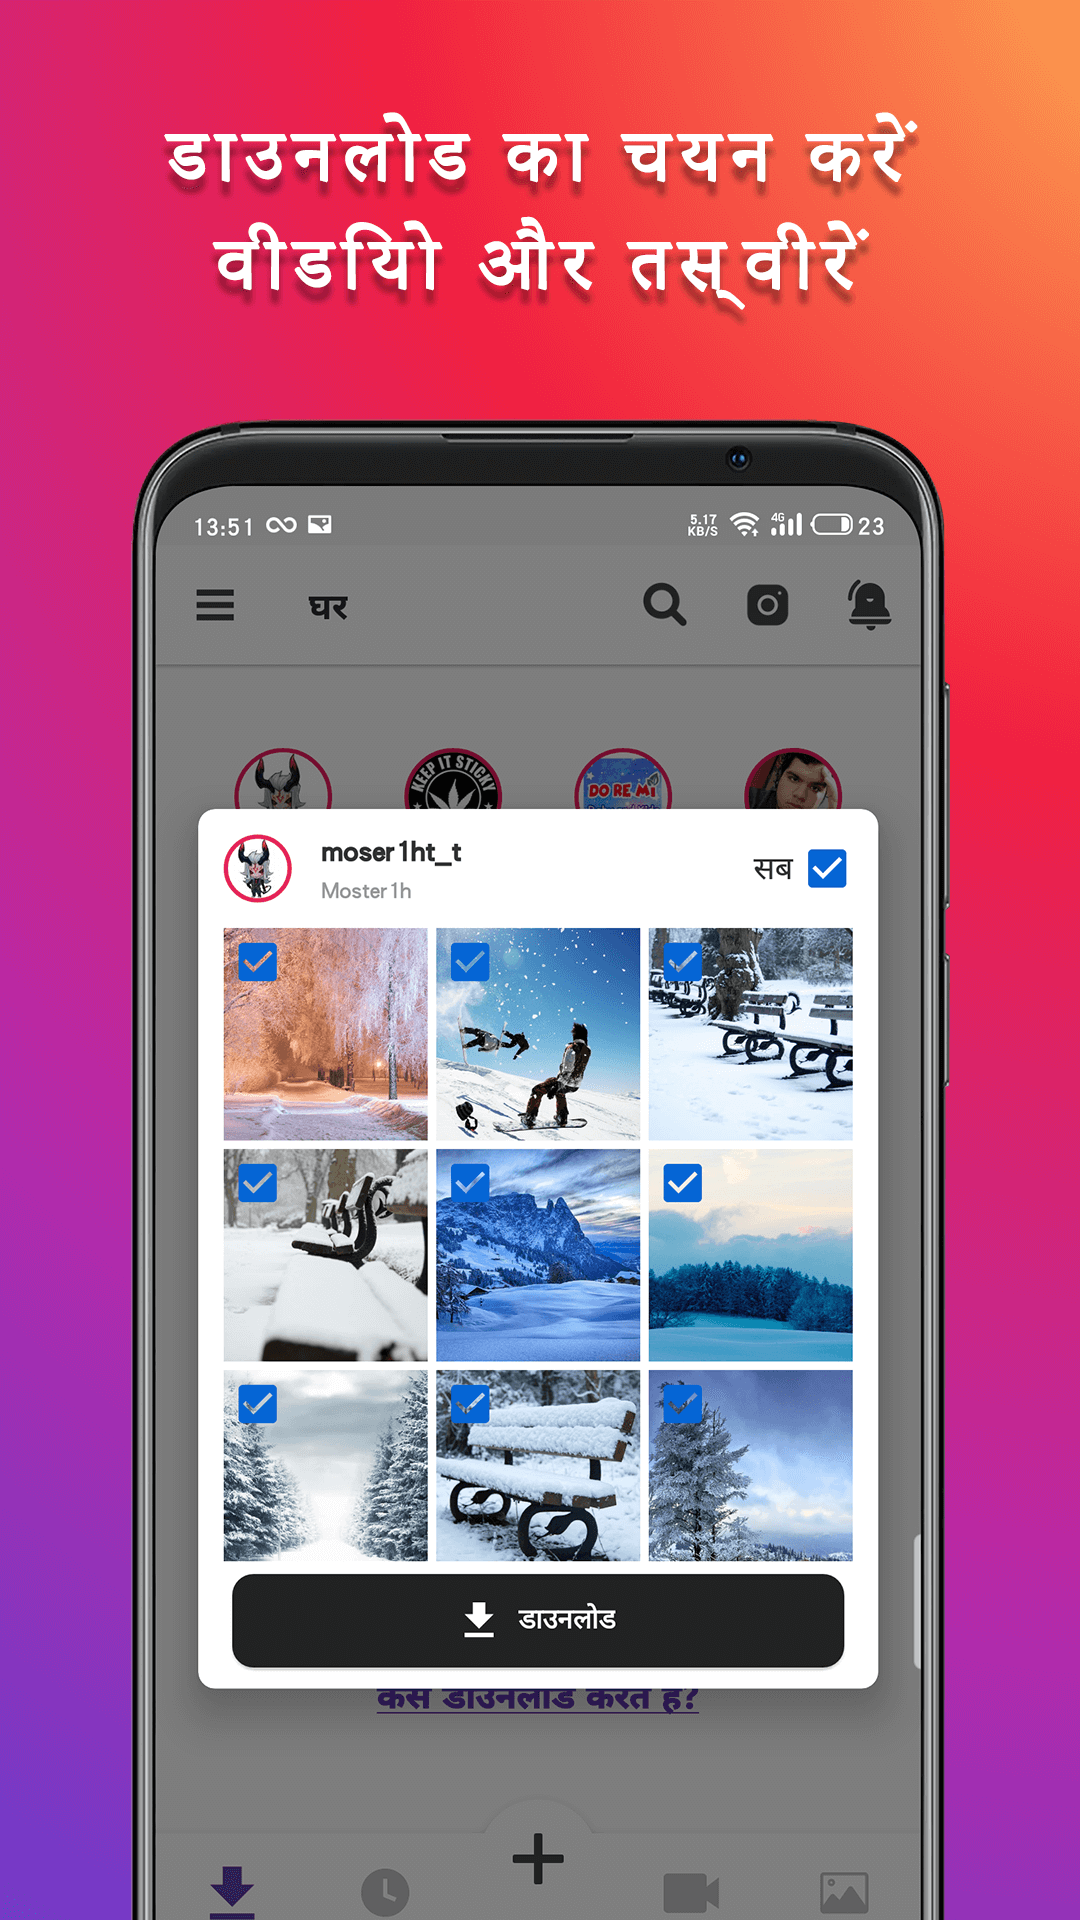 डाउनलोड का चयन करें
वीडियो और तस्वीरें
13:51
5.17 KB/S
4G
23
घर
KEEP IT STICKY
DO RE MI
moser1ht_t
Moster1h
सब
डाउनलोड
कैसे डाउनलोड करते हैं?